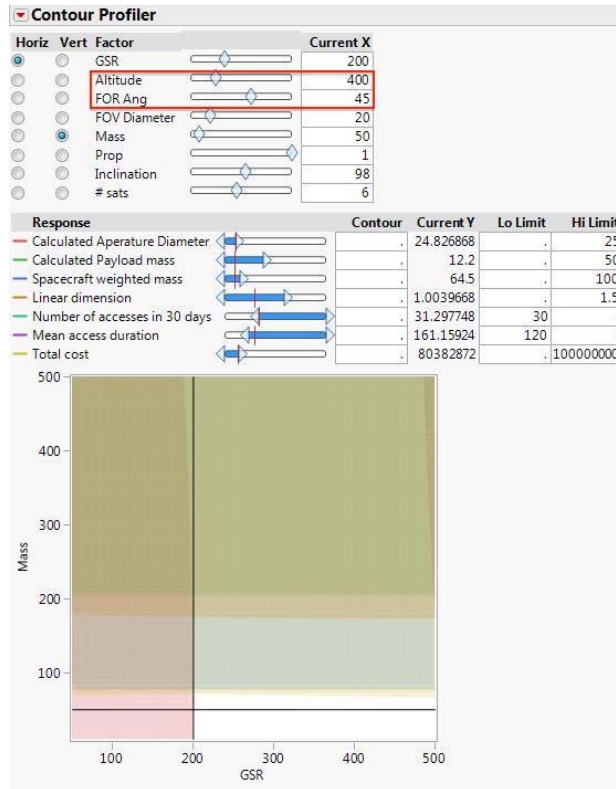 Contour Profiler
Horiz Vert Factor Current X
GSR 200
Altitude 400
FOR Ang 45
FOV Diameter 20
Mass 50
Prop 1
Inclination 98
# sats 6
Response Contour Current Y Lo Limit Hi Limit
Calculated Aperature Diameter . 24.826868 . 25
Calculated Payload mass . 12.2 . 50
Spacecraft weighted mass . 64.5 . 100
Linear dimension . 1.0039668 . 1.5
Number of accesses in 30 days . 31.297748 30 .
Mean access duration . 161.15924 120 .
Total cost . 80382872 . 100000000
500
400
300
200
100
Mass
100 200 300 400 500
GSR